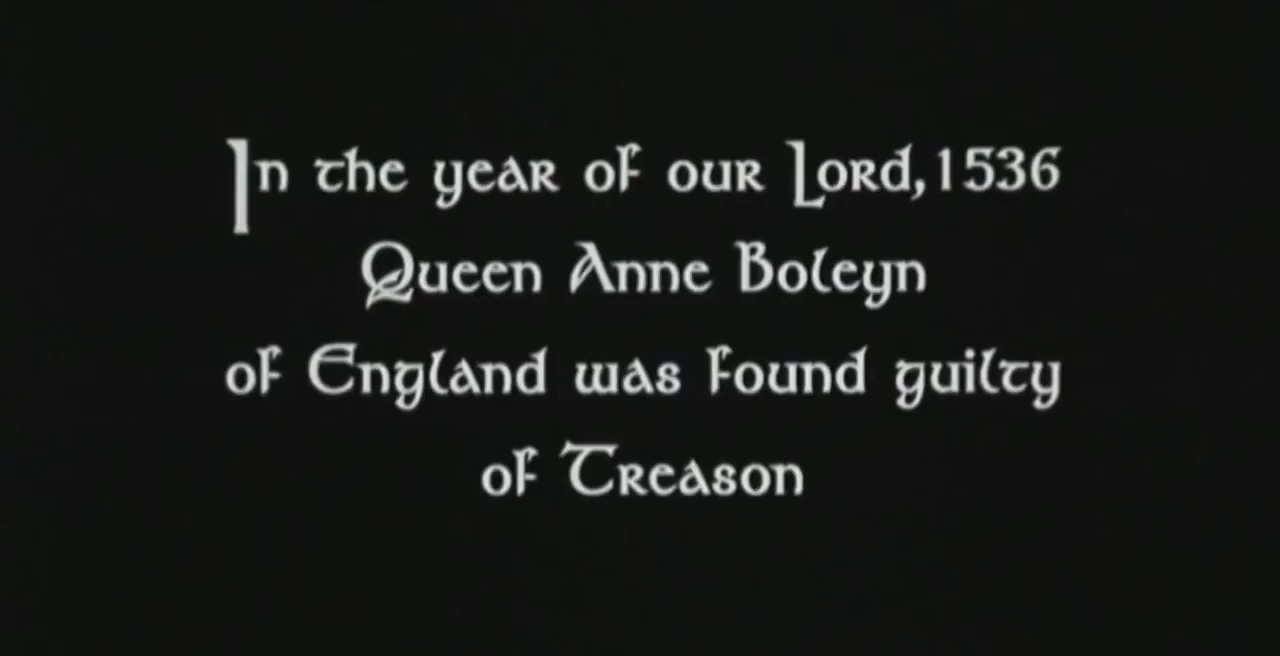 In the year of our Lord, 1536
Queen Anne Boleyn
of England was found guilty
of Treason